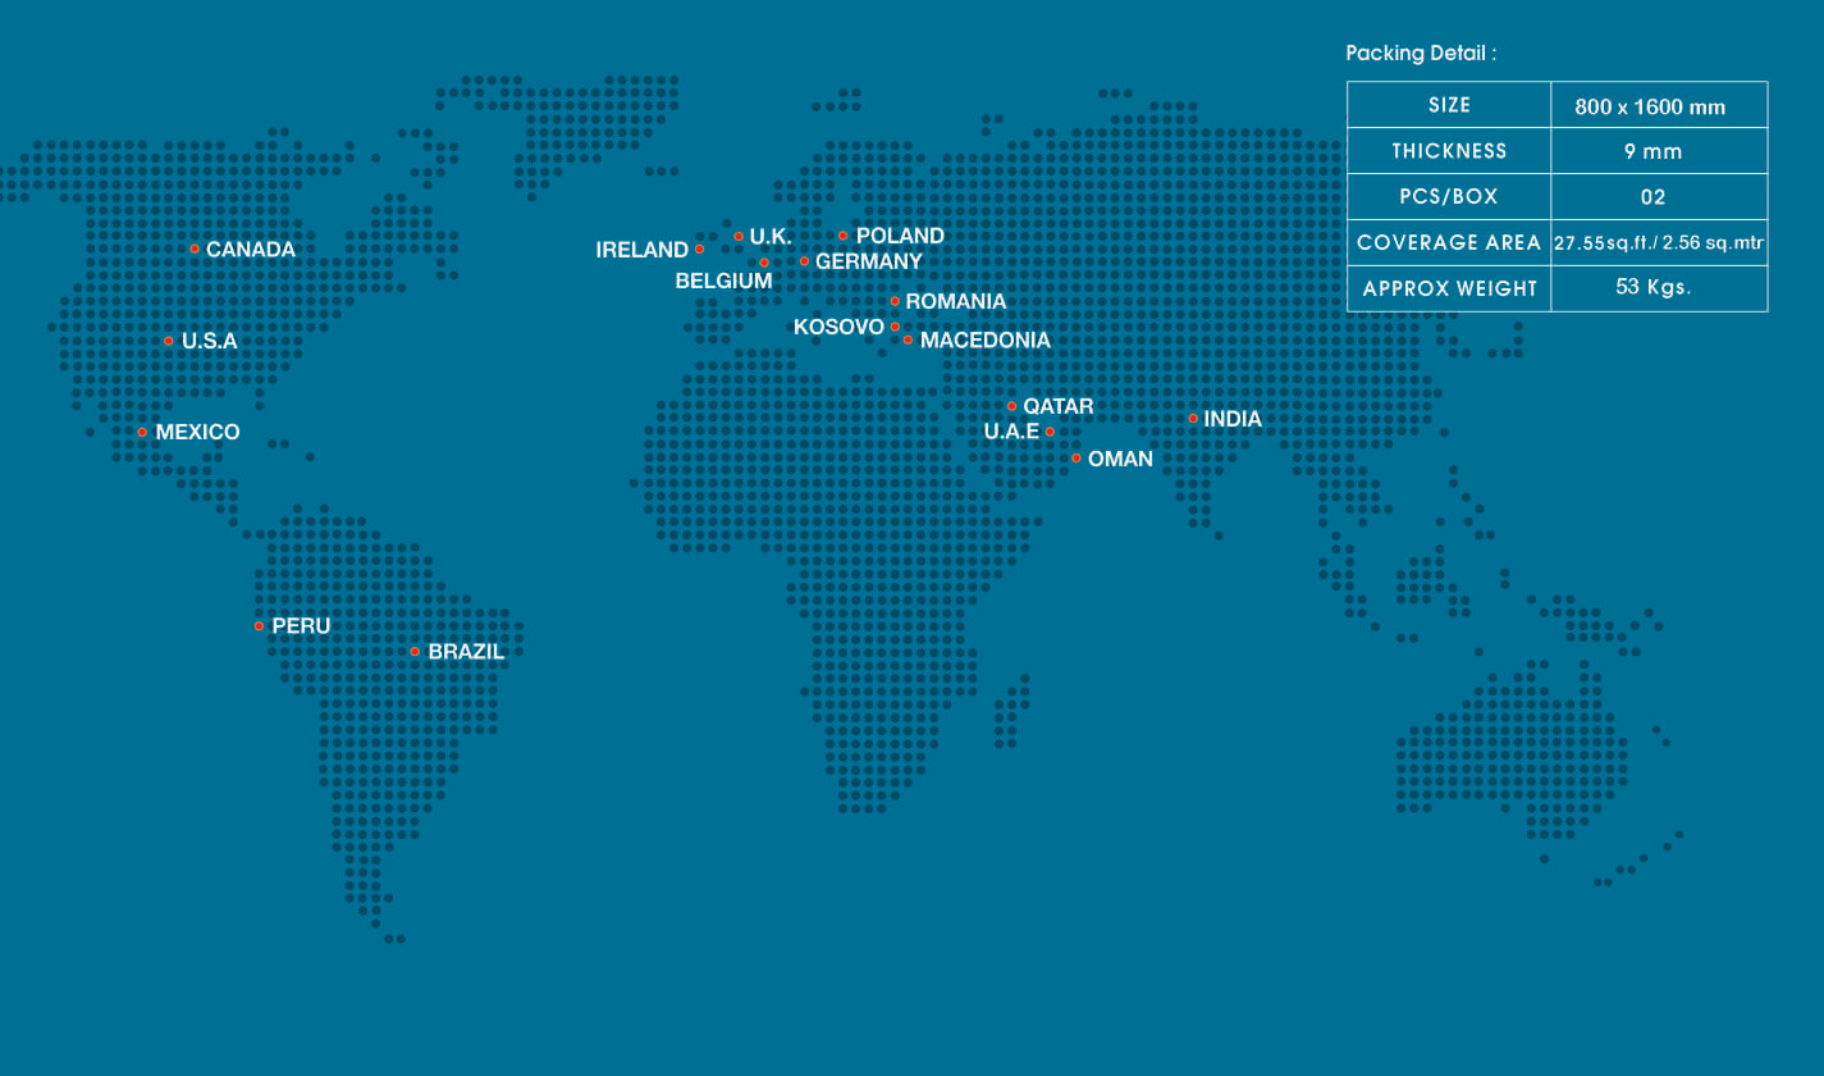 Packing Detail :
SIZE 800 x 1600 mm
THICKNESS 9 mm
PCS/BOX 02
COVERAGE AREA 27.55sq.ft./ 2.56 sq.mtr
APPROX WEIGHT 53 Kgs.
CANADA
IRELAND
U.K.
POLAND
BELGIUM
GERMANY
ROMANIA
KOSOVO
MACEDONIA
U.S.A
QATAR
INDIA
MEXICO
U.A.E
OMAN
PERU
BRAZIL